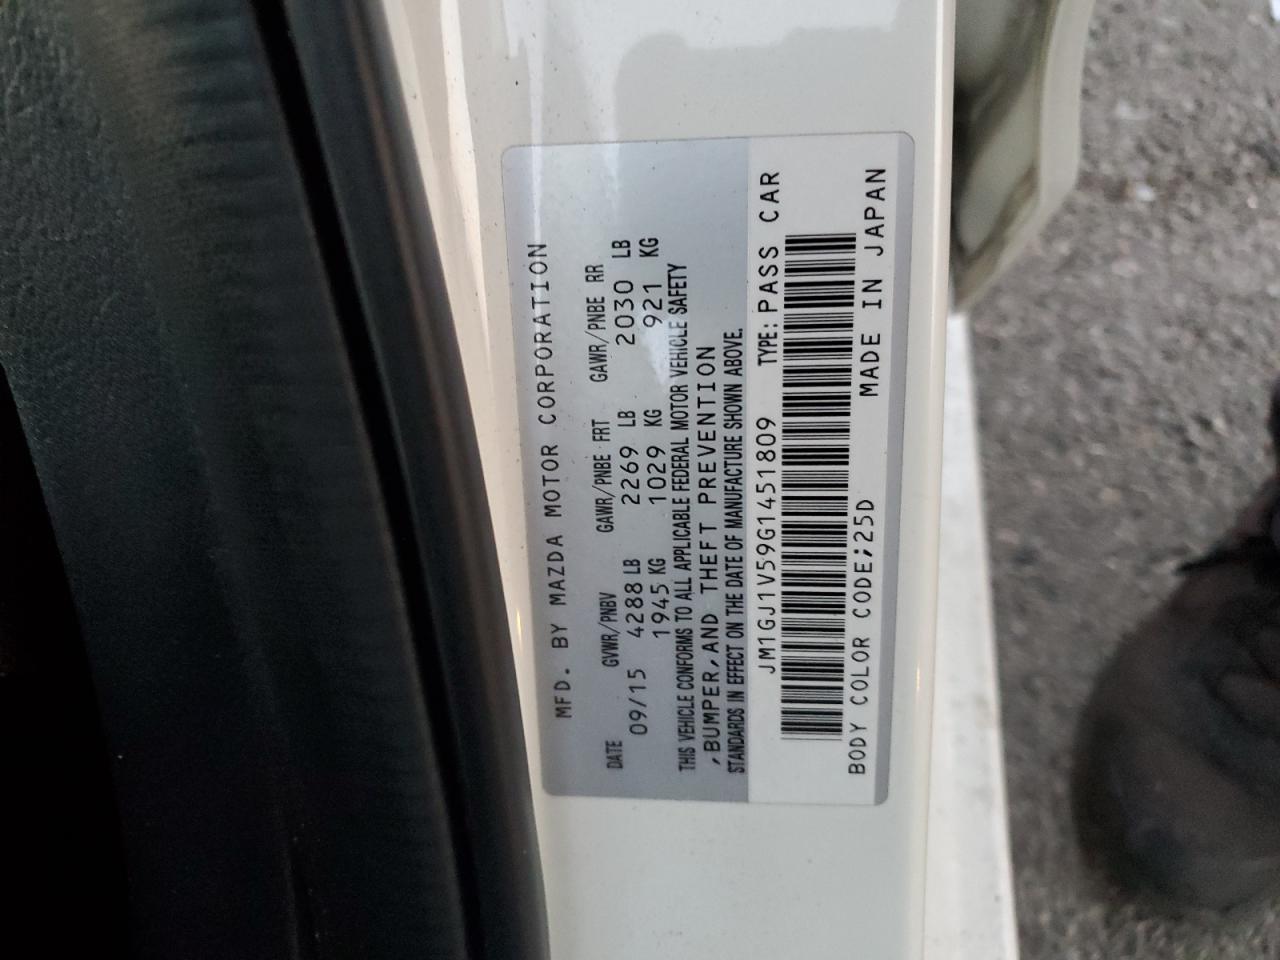 MFD. BY MAZDA MOTOR CORPORATION
DATE GVWR/PNBV GAWR/PNBE FRT GAWR/PNBE RR
09/15 4288 LB 2269 LB 2030 LB
1945 KG 1029 KG 921 KG
THIS VEHICLE CONFORMS TO ALL APPLICABLE FEDERAL MOTOR VEHICLE SAFETY
,BUMPER,AND THEFT PREVENTION
STANDARDS IN EFFECT ON THE DATE OF MANUFACTURE SHOWN ABOVE.
JM1GJ1V59G1451809 TYPE:PASS CAR
BODY COLOR CODE;25D MADE IN JAPAN